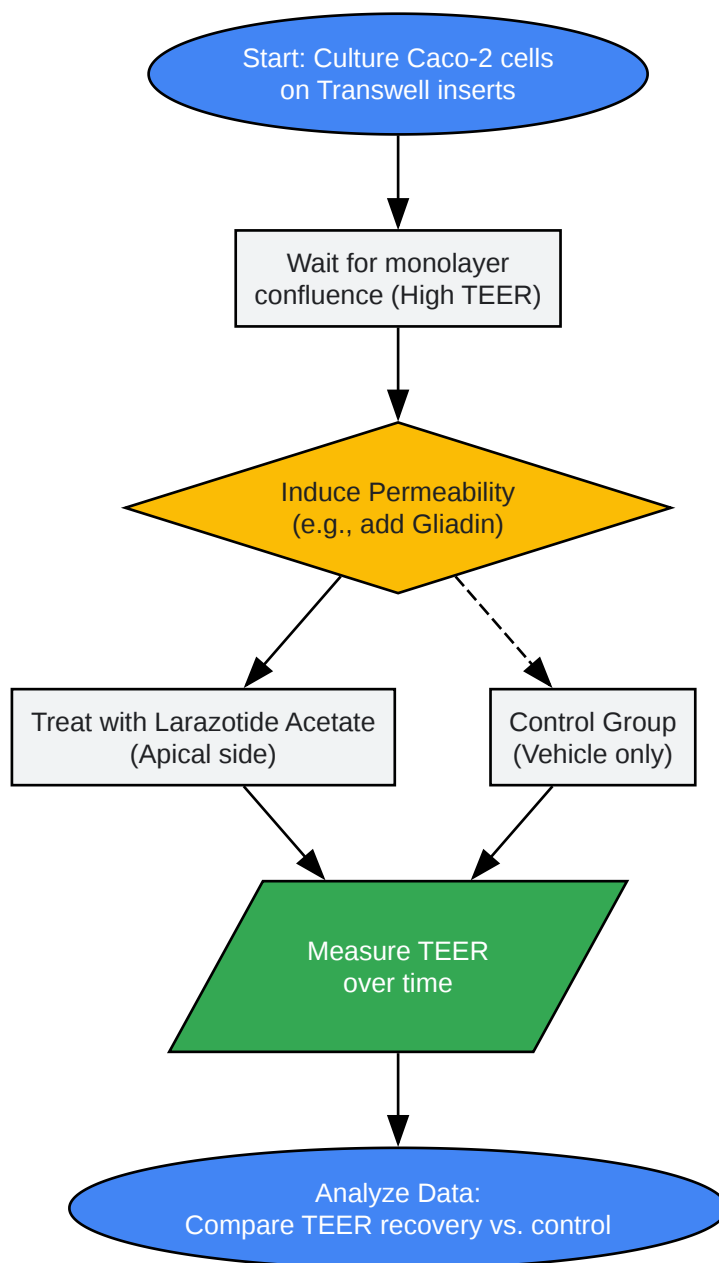 Start: Culture Caco-2 cells
on Transwell inserts
Wait for monolayer
confluence (High TEER)
Induce Permeability
(e.g., add Gliadin)
Treat with Larazotide Acetate
(Apical side)
Control Group
(Vehicle only)
Measure TEER
over time
Analyze Data:
Compare TEER recovery vs. control